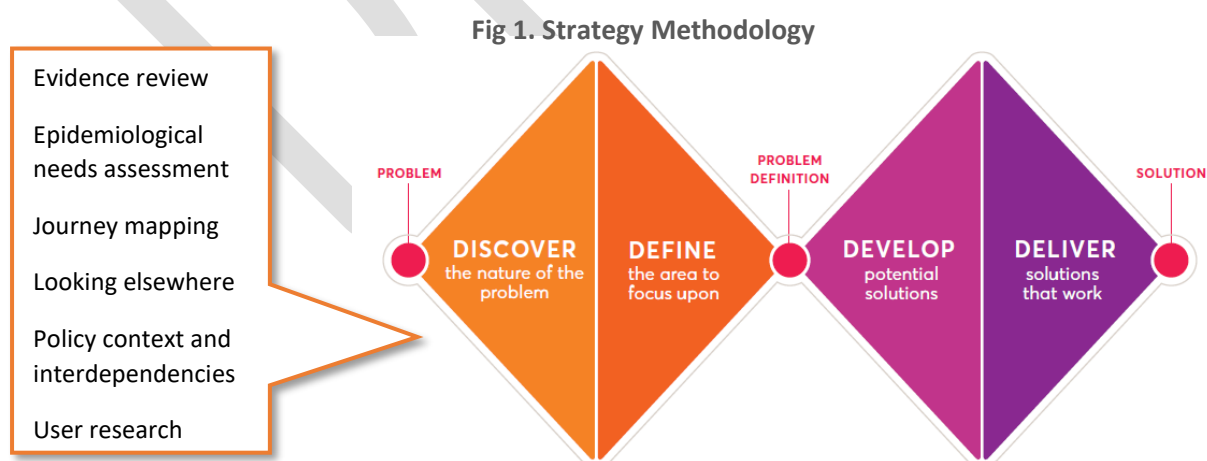 Fig 1. Strategy Methodology
Evidence review
Epidemiological
needs assessment
Journey mapping
Looking elsewhere
Policy context and
interdependencies
User research
PROBLEM
DISCOVER
the nature of the
problem
DEFINE
the area to
focus upon
PROBLEM
DEFINITION
DEVELOP
potential
solutions
DELIVER
solutions
that work
SOLUTION